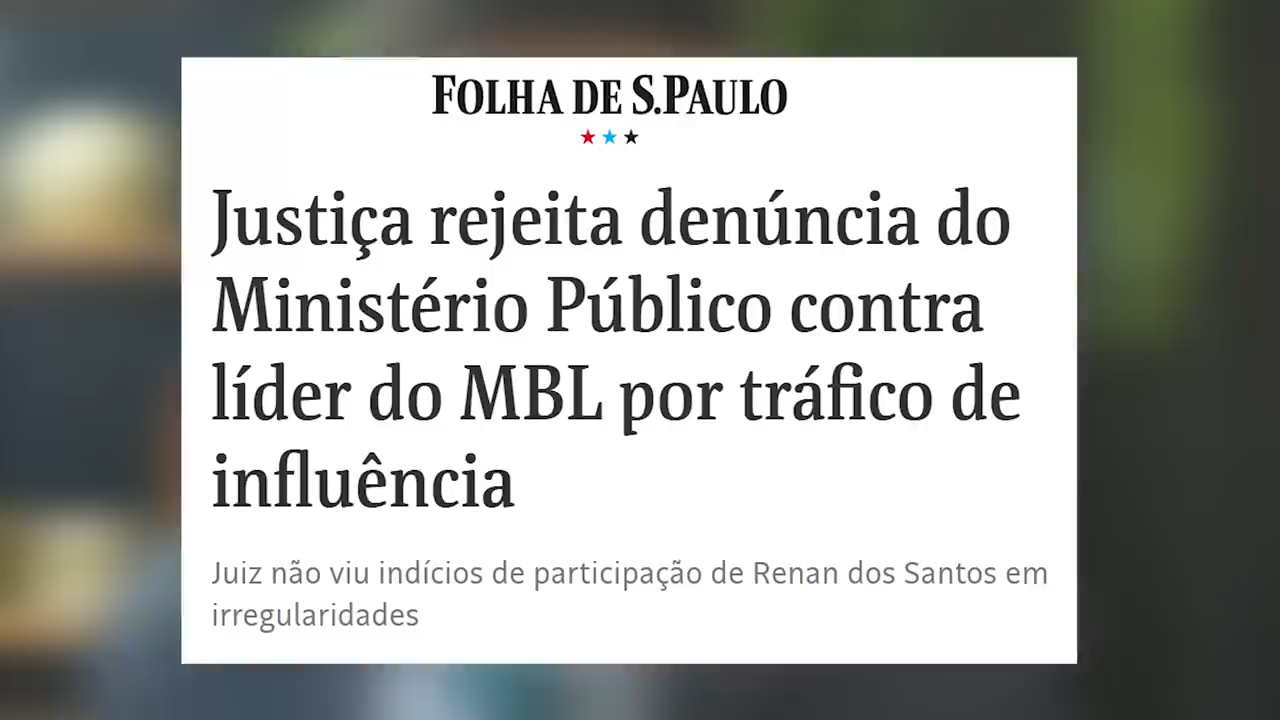 FOLHA DE S.PAULO
Justiça rejeita denúncia do
Ministério Público contra
líder do MBL por tráfico de
influência
Juiz não viu indícios de participação de Renan dos Santos em
irregularidades